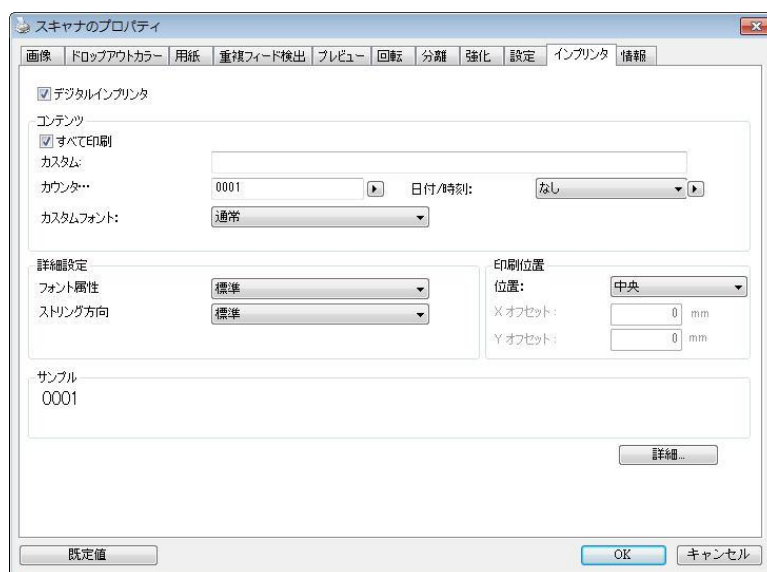 スキャナのプロパティ
画像 ドロップアウトカラー 用紙 重複フィード検出 プレビュー 回転 分離 強化 設定 インプリンタ 情報
デジタルインプリンタ
コンテンツ
すべて印刷
カスタム:
カウンタ… 0001 日付/時刻: なし
カスタムフォント: 通常
詳細設定 印刷位置
フォント属性 標準 位置: 中央
ストリング方向 標準 X オフセット: 0 mm
Y オフセット: 0 mm
サンプル
0001
詳細...
既定値 OK キャンセル